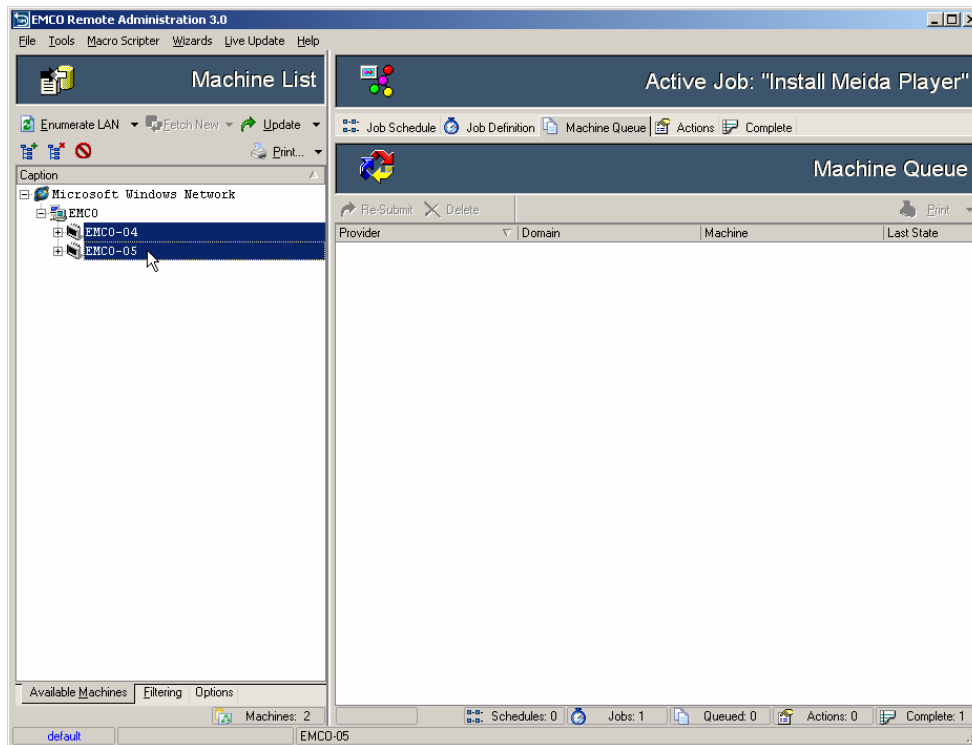 EMCO Remote Administration 3.0
File Tools Macro Scripter Wizards Live Update Help
Machine List
Active Job: "Install Meida Player"
Enumerate LAN Fetch New Update
Job Schedule Job Definition Machine Queue Actions Complete
Print...
Machine Queue
Caption
Microsoft Windows Network
Re-Submit Delete Print
EMCO
Provider Domain Machine Last State
EMCO-04
EMCO-05
Available Machines Filtering Options
Machines: 2
Schedules: 0 Jobs: 1 Queued: 0 Actions: 0 Complete: 1
default EMCO-05